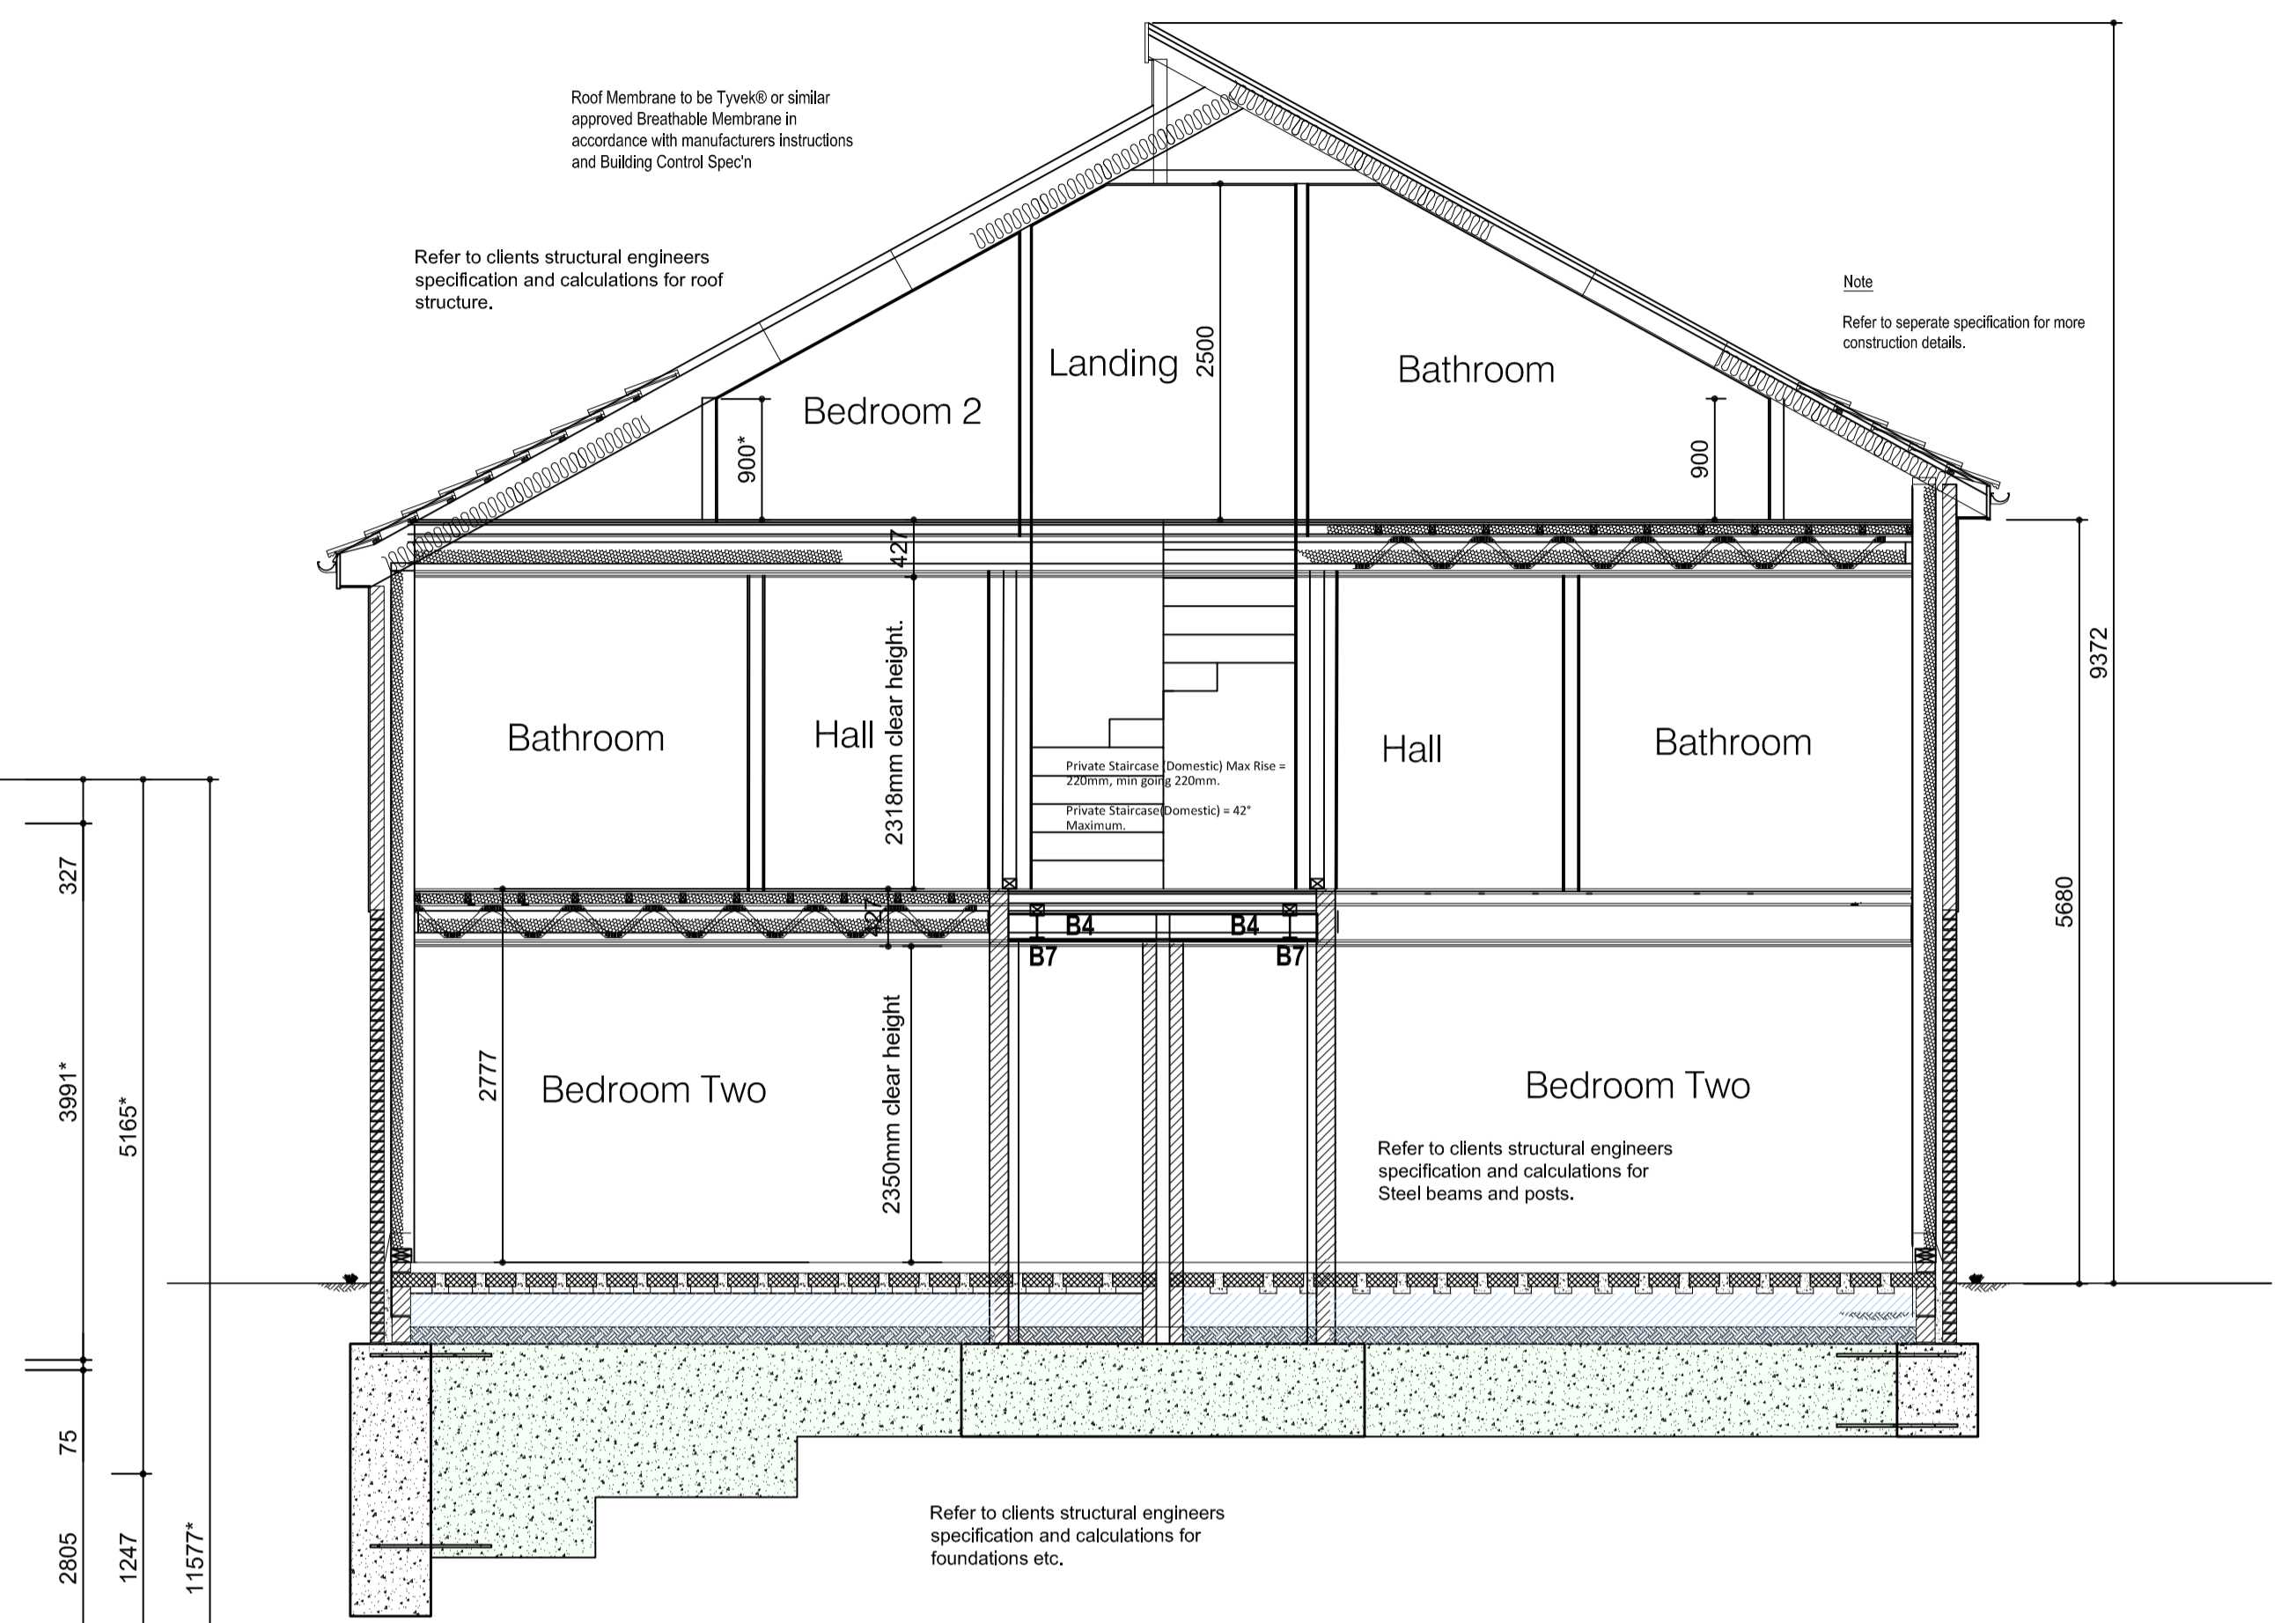 Roof Membrane to be Tyvek® or similar
approved Breathable Membrane in
accordance with manufacturers instructions
and Building Control Spec'n
Refer to clients structural engineers
specification and calculations for roof
structure.
Note
Refer to seperate specification for more
construction details.
Landing
2500
Bathroom
Bedroom 2
900*
900
427
9372
Bathroom
Hall
2318mm clear height.
Hall
Bathroom
Private Staircase (Domestic) Max Rise =
220mm, min going 220mm.
Private Staircase(Domestic) = 42°
Maximum.
327
5680
427
B4
B4
B7
B7
3991*
5165*
2777
Bedroom Two
2350mm clear height
Bedroom Two
Refer to clients structural engineers
specification and calculations for
Steel beams and posts.
75
2805
1247
11577*
Refer to clients structural engineers
specification and calculations for
foundations etc.